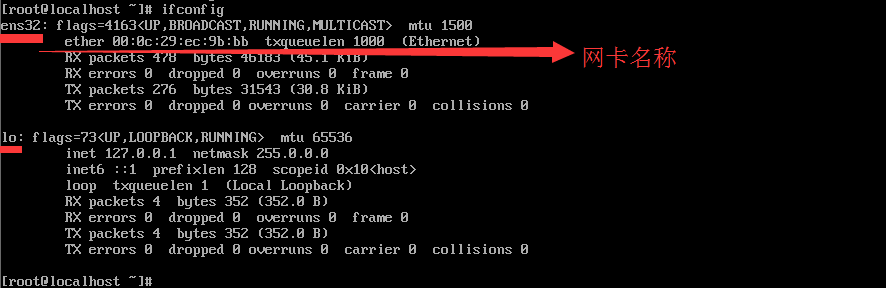 [root@localhost ~]# ifconfig
ens32: flags=4163<UP,BROADCAST,RUNNING,MULTICAST>  mtu 1500
ether 00:0c:29:ec:9b:bb  txqueuelen 1000  (Ethernet)
RX packets 478  bytes 46183 (45.1 KiB)
网卡名称
RX errors 0  dropped 0  overruns 0  frame 0
TX packets 276  bytes 31543 (30.8 KiB)
TX errors 0  dropped 0 overruns 0  carrier 0  collisions 0
lo: flags=73<UP,LOOPBACK,RUNNING>  mtu 65536
inet 127.0.0.1  netmask 255.0.0.0
inet6 ::1  prefixlen 128  scopeid 0x10<host>
loop  txqueuelen 1  (Local Loopback)
RX packets 4  bytes 352 (352.0 B)
RX errors 0  dropped 0  overruns 0  frame 0
TX packets 4  bytes 352 (352.0 B)
TX errors 0  dropped 0 overruns 0  carrier 0  collisions 0
[root@localhost ~]#